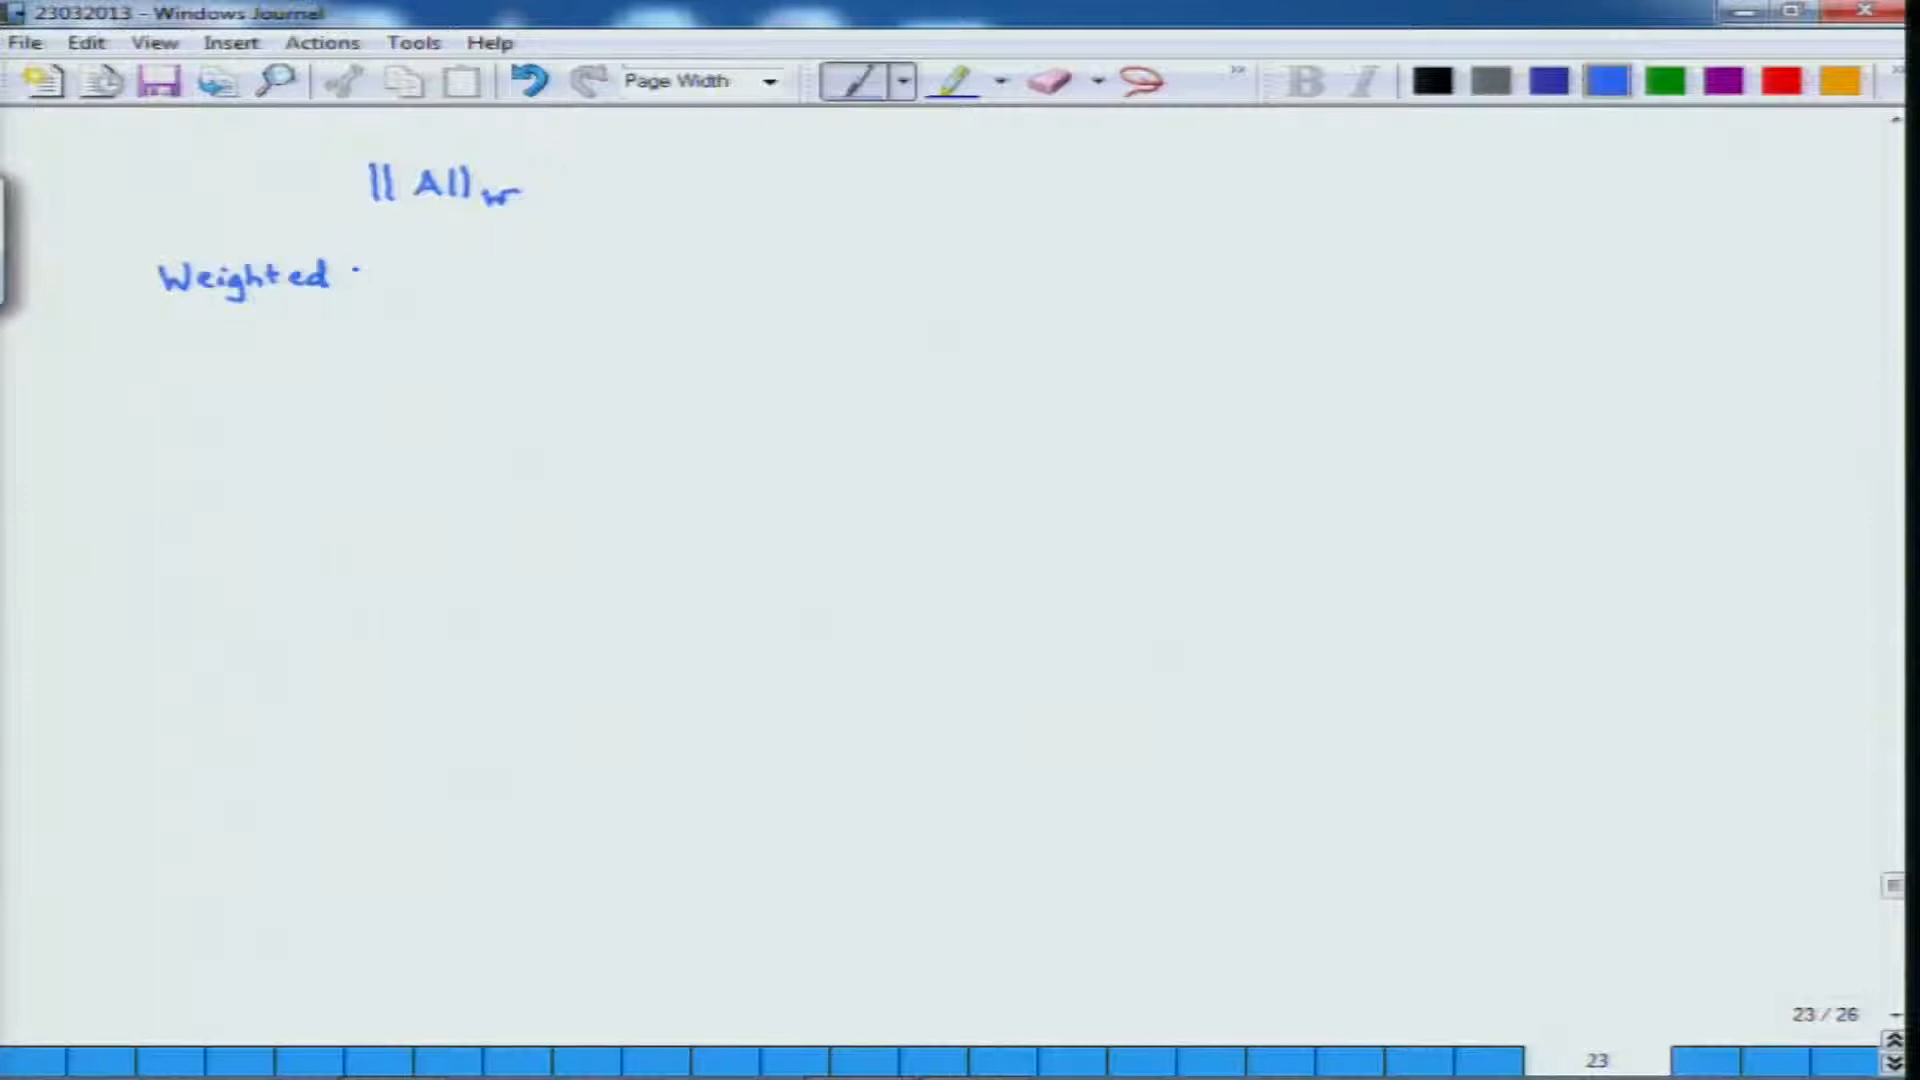 23032013 - Windows Journal
File Edit View Insert Actions Tools Help
Page Width
B I
|| A ||w
Weighted
23 / 26
23